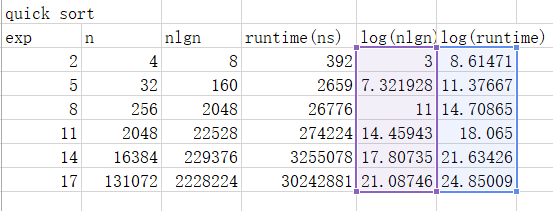 quick sort
exp n nlgn runtime(ns) log(nlgn) log(runtime)
2 4 8 392 3 8.61471
5 32 160 2659 7.321928 11.37667
8 256 2048 26776 11 14.70865
11 2048 22528 274224 14.45943 18.065
14 16384 229376 3255078 17.80735 21.63426
17 131072 2228224 30242881 21.08746 24.85009